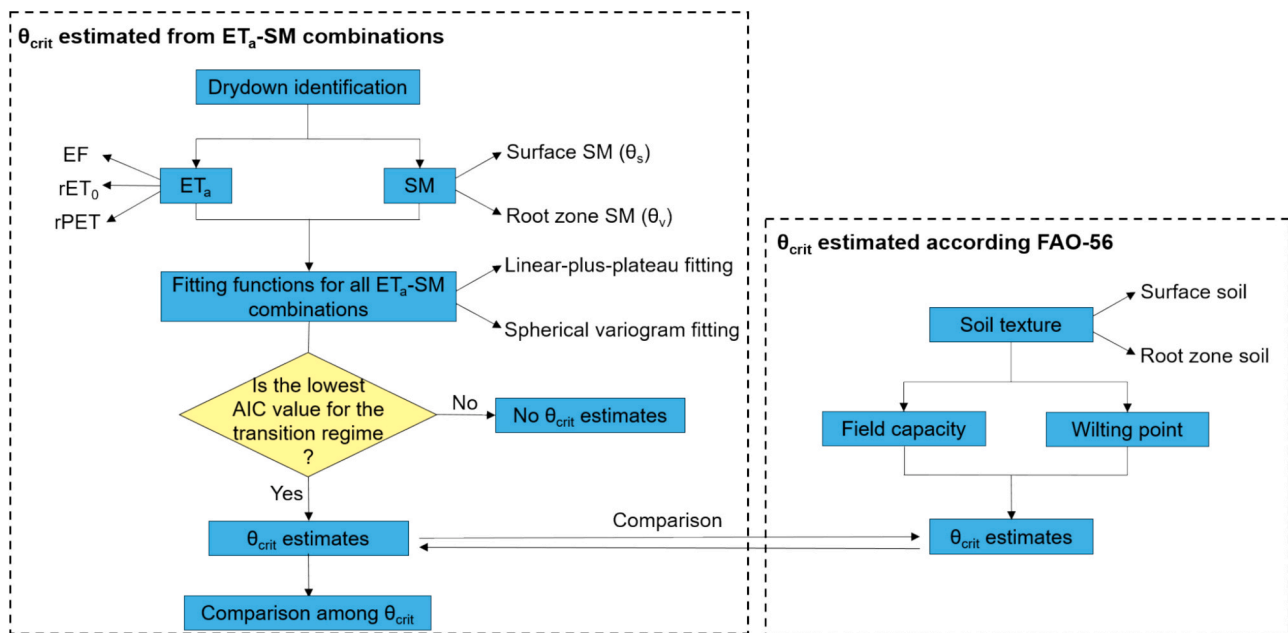 θcrit estimated from ETa-SM combinations
Drydown identification
EF
rET0
rPET
ETa
SM
Surface SM (θs)
Root zone SM (θv)
Fitting functions for all ETa-SM
combinations
Linear-plus-plateau fitting
Spherical variogram fitting
Is the lowest
AIC value for the
transition regime
?
No
No θcrit estimates
Yes
θcrit estimates
Comparison among θcrit
Comparison
θcrit estimated according FAO-56
Soil texture
Surface soil
Root zone soil
Field capacity
Wilting point
θcrit estimates